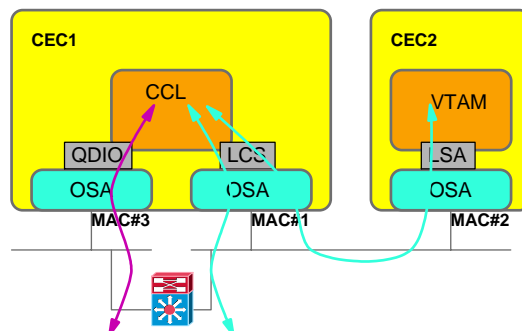 CEC1
CEC2
CCL
VTAM
QDIO
LCS
LSA
OSA
OSA
OSA
MAC#3
MAC#1
MAC#2